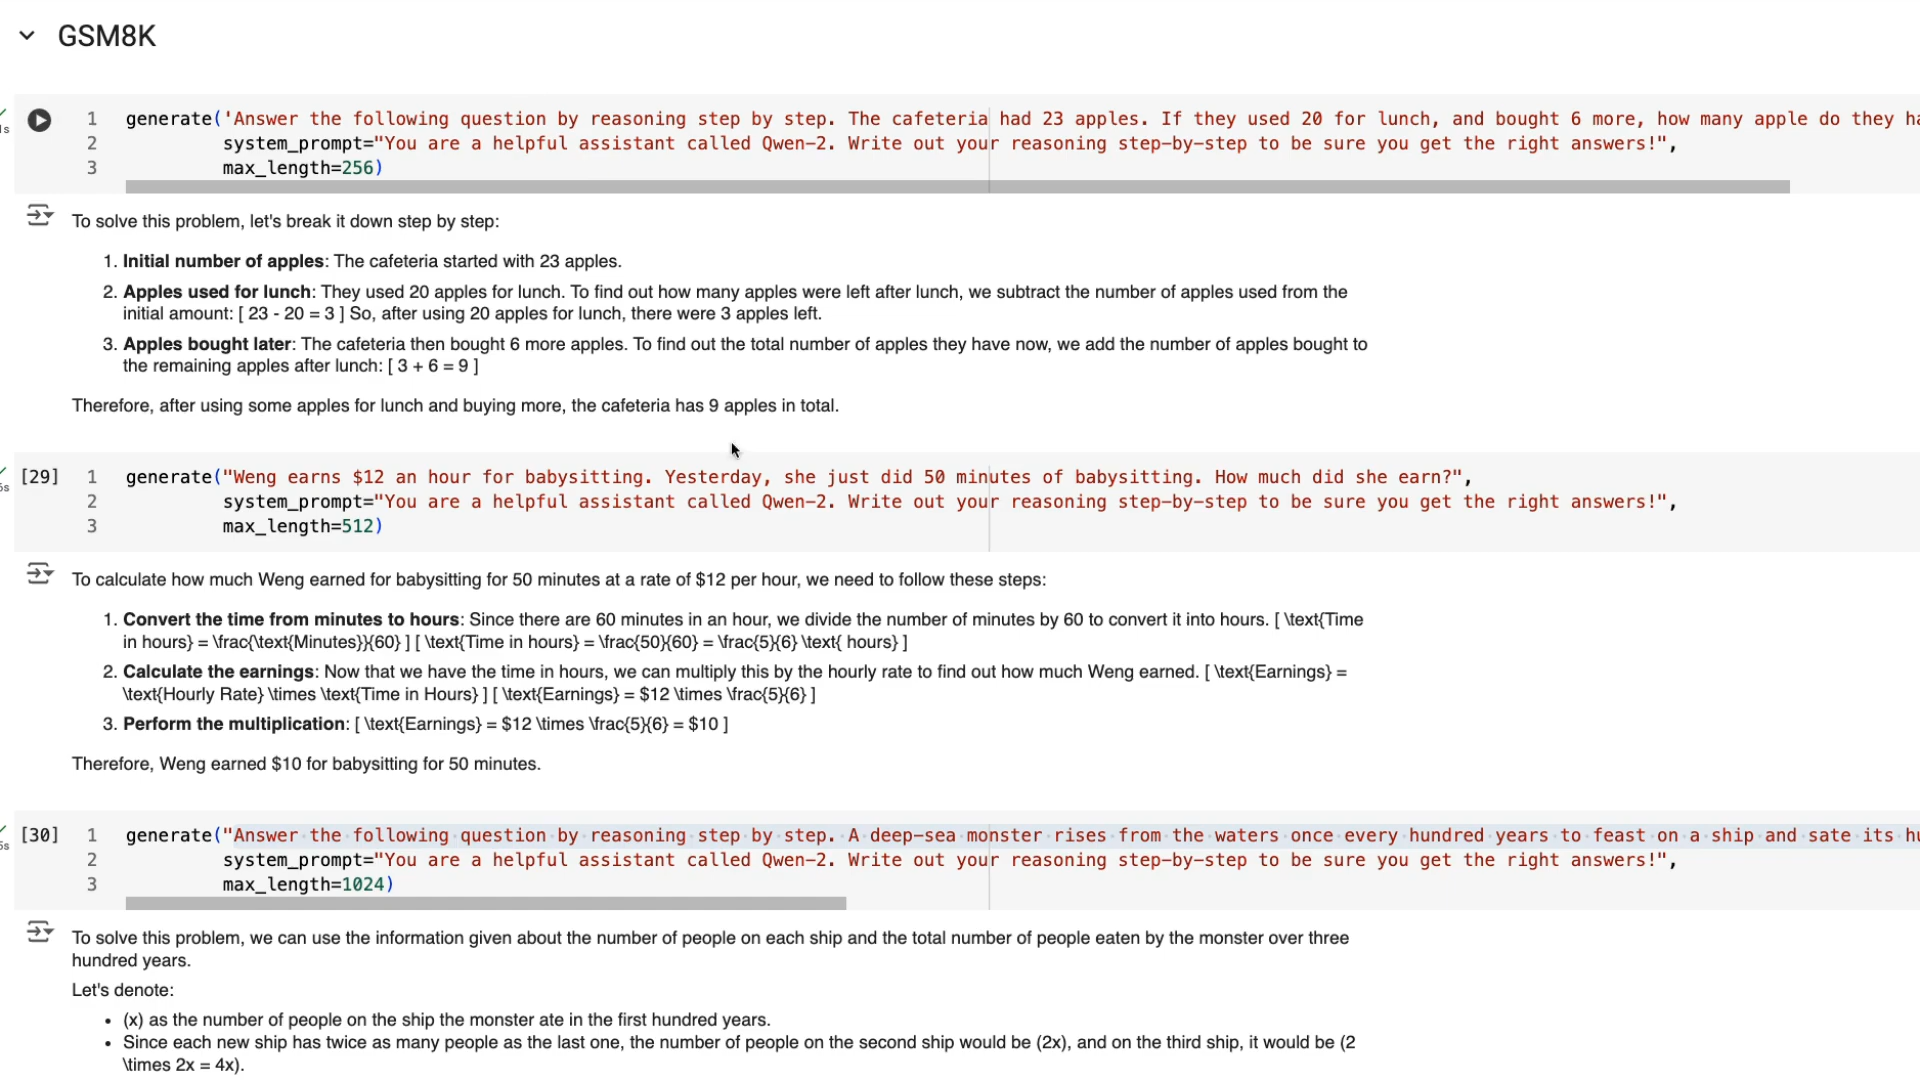 GSM8K
1 generate('Answer the following question by reasoning step by step. The cafeteria had 23 apples. If they used 20 for lunch, and bought 6 more, how many apple do they
2 system_prompt="You are a helpful assistant called Qwen-2. Write out your reasoning step-by-step to be sure you get the right answers!",
3 max_length=256)
To solve this problem, let's break it down step by step:
1. Initial number of apples: The cafeteria started with 23 apples.
2. Apples used for lunch: They used 20 apples for lunch. To find out how many apples were left after lunch, we subtract the number of apples used from the
initial amount: [ 23 - 20 = 3 ] So, after using 20 apples for lunch, there were 3 apples left.
3. Apples bought later: The cafeteria then bought 6 more apples. To find out the total number of apples they have now, we add the number of apples bought to
the remaining apples after lunch: [ 3 + 6 = 9 ]
Therefore, after using some apples for lunch and buying more, the cafeteria has 9 apples in total.
[29] 1 generate("Weng earns $12 an hour for babysitting. Yesterday, she just did 50 minutes of babysitting. How much did she earn?",
2 system_prompt="You are a helpful assistant called Qwen-2. Write out your reasoning step-by-step to be sure you get the right answers!",
3 max_length=512)
To calculate how much Weng earned for babysitting for 50 minutes at a rate of $12 per hour, we need to follow these steps:
1. Convert the time from minutes to hours: Since there are 60 minutes in an hour, we divide the number of minutes by 60 to convert it into hours. [ \text{Time
in hours} = \frac{\text{Minutes}}{60} ] [ \text{Time in hours} = \frac{50}{60} = \frac{5}{6} \text{ hours} ]
2. Calculate the earnings: Now that we have the time in hours, we can multiply this by the hourly rate to find out how much Weng earned. [ \text{Earnings} =
\text{Hourly Rate} \times \text{Time in Hours} ] [ \text{Earnings} = $12 \times \frac{5}{6} ]
3. Perform the multiplication: [ \text{Earnings} = $12 \times \frac{5}{6} = $10 ]
Therefore, Weng earned $10 for babysitting for 50 minutes.
[30] 1 generate("Answer the following question by reasoning step by step. A deep-sea monster rises from the waters once every hundred years to feast on a ship and sate its
2 system_prompt="You are a helpful assistant called Qwen-2. Write out your reasoning step-by-step to be sure you get the right answers!",
3 max_length=1024)
To solve this problem, we can use the information given about the number of people on each ship and the total number of people eaten by the monster over three
hundred years.
Let's denote:
• (x) as the number of people on the ship the monster ate in the first hundred years.
• Since each new ship has twice as many people as the last one, the number of people on the second ship would be (2x), and on the third ship, it would be (2
\times 2x = 4x).